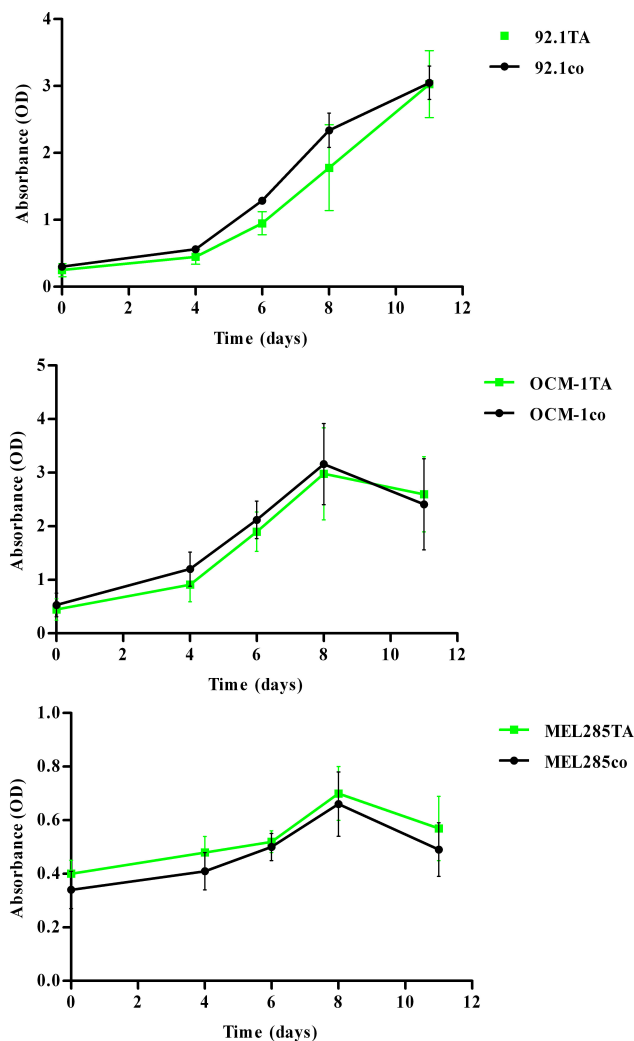 4
3
2
1
0
Absorbance (OD)
0 2 4 6 8 10 12
Time (days)
92.1TA
92.1co
5
4
3
2
1
0
Absorbance (OD)
0 2 4 6 8 10 12
Time (days)
OCM-1TA
OCM-1co
1.0
0.8
0.6
0.4
0.2
0.0
Absorbance (OD)
0 2 4 6 8 10 12
Time (days)
MEL285TA
MEL285co